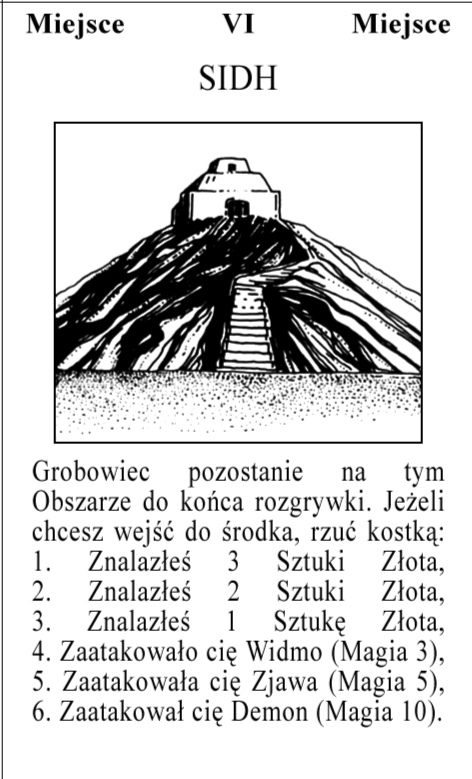 Miejsce VI Miejsce
SIDH
Grobowiec pozostanie na tym
Obszarze do końca rozgrywki. Jeżeli
chcesz wejść do środka, rzuć kostką:
1. Znalazłeś 3 Sztuki Złota,
2. Znalazłeś 2 Sztuki Złota,
3. Znalazłeś 1 Sztukę Złota,
4. Zaatakowało cię Widmo (Magia 3),
5. Zaatakowała cię Zjawa (Magia 5),
6. Zaatakował cię Demon (Magia 10).